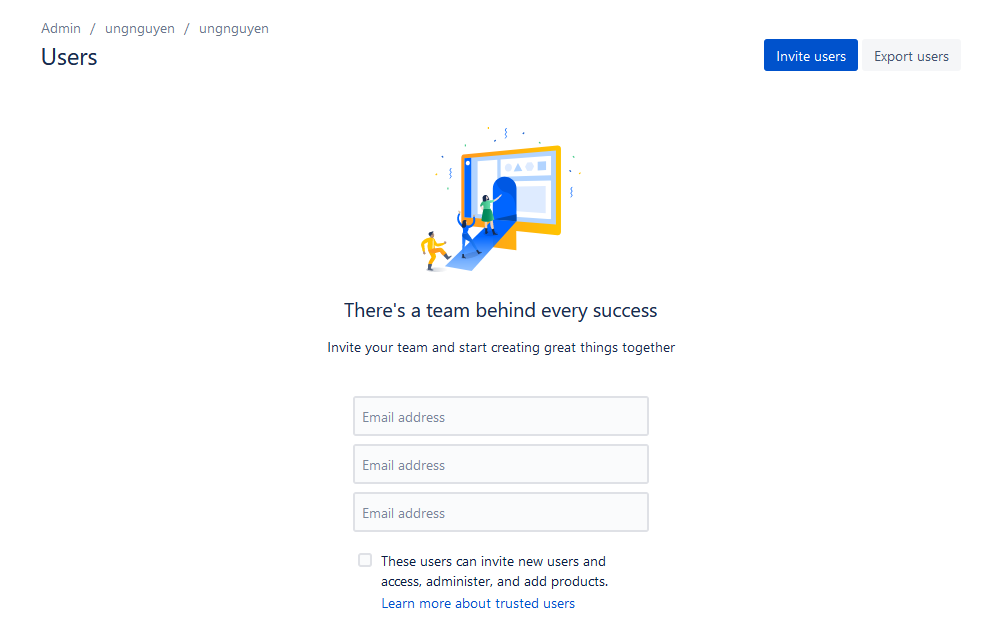 Admin / ungnguyen / ungnguyen
Users
Invite users
Export users
There's a team behind every success
Invite your team and start creating great things together
Email address
Email address
Email address
These users can invite new users and
access, administer, and add products.
Learn more about trusted users